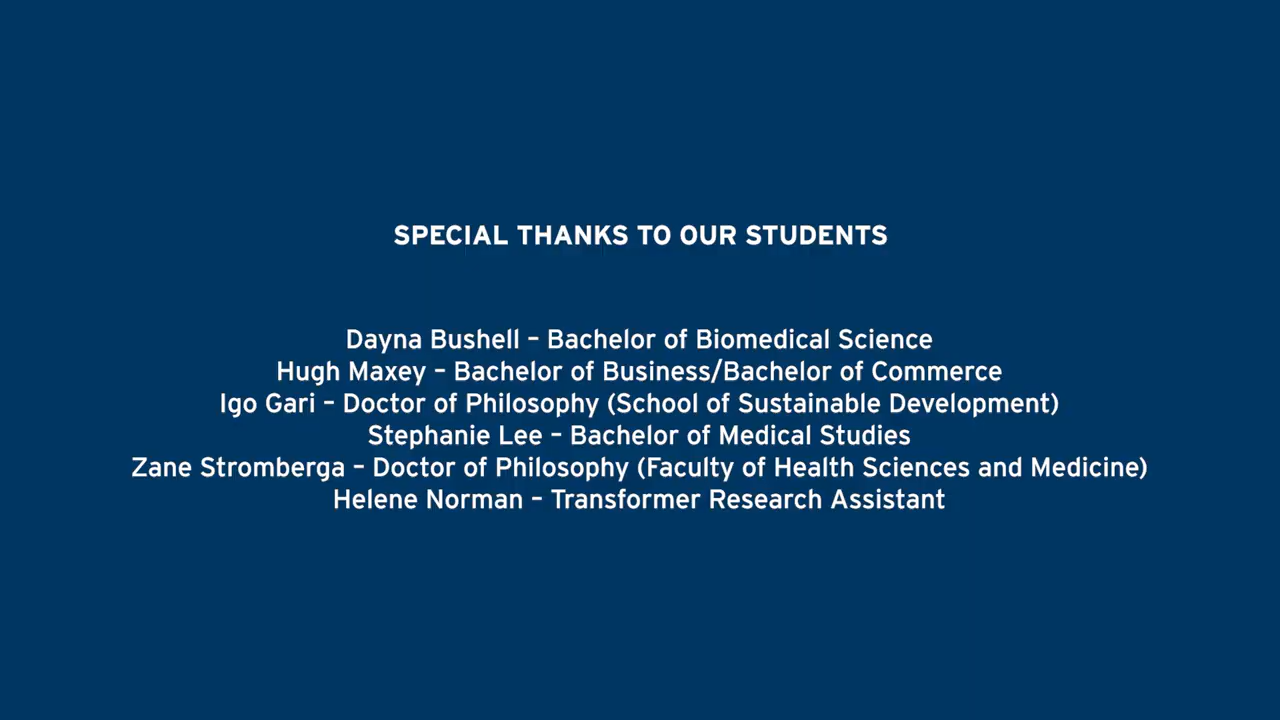 SPECIAL THANKS TO OUR STUDENTS
Dayna Bushell – Bachelor of Biomedical Science
Hugh Maxey – Bachelor of Business/Bachelor of Commerce
Igo Gari – Doctor of Philosophy (School of Sustainable Development)
Stephanie Lee – Bachelor of Medical Studies
Zane Stromberga – Doctor of Philosophy (Faculty of Health Sciences and Medicine)
Helene Norman – Transformer Research Assistant